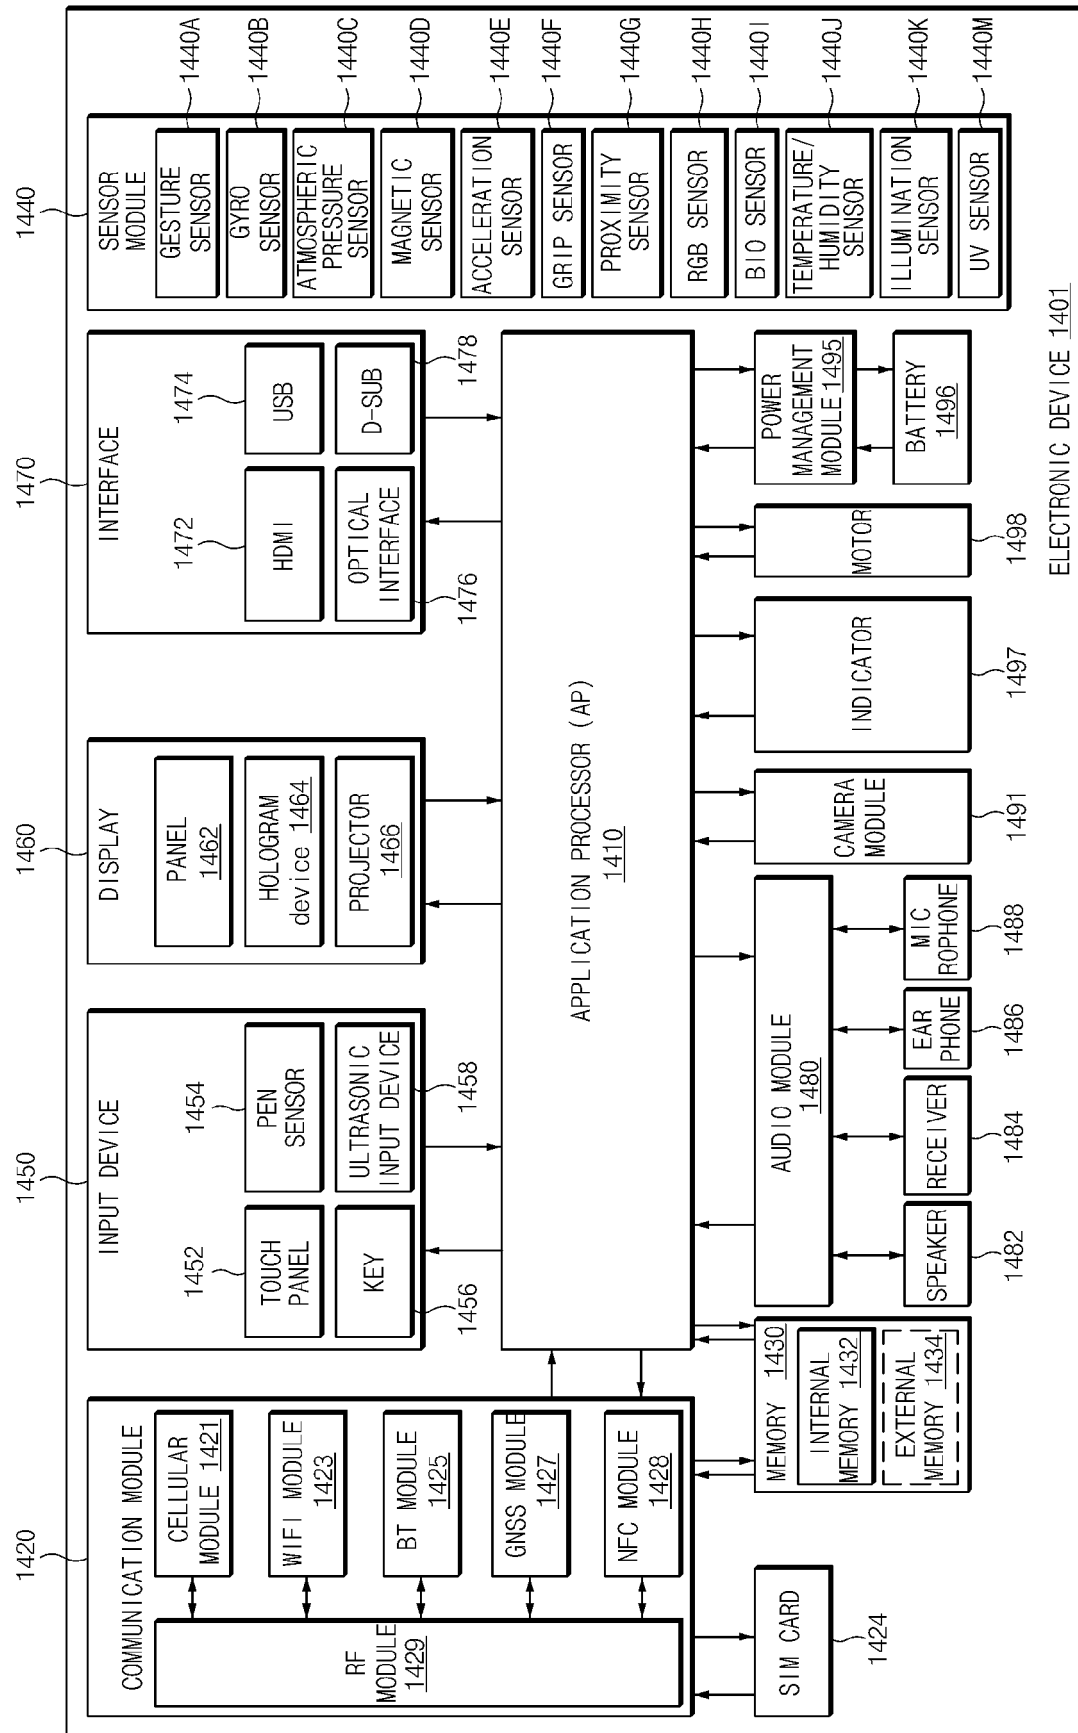 1420
COMMUNICATION MODULE
CELLULAR
MODULE 1421
WIFI MODULE
1423
BT MODULE
1425
GNSS MODULE
1427
NFC MODULE
1428
RF
MODULE
1429
SIM CARD
1424
1450
INPUT DEVICE
1452
TOUCH
PANEL
1454
PEN
SENSOR
KEY
1456
ULTRASONIC
INPUT DEVICE
1458
1460
DISPLAY
PANEL
1462
HOLOGRAM
device 1464
PROJECTOR
1466
1470
INTERFACE
1472
HDMI
1474
USB
OPTICAL
INTERFACE
1476
D-SUB
1478
1440
SENSOR
MODULE
GESTURE
SENSOR
1440A
GYRO
SENSOR
1440B
ATMOSPHERIC
PRESSURE
SENSOR
1440C
MAGNETIC
SENSOR
1440D
ACCELERATION
SENSOR
1440E
GRIP SENSOR
1440F
PROXIMITY
SENSOR
1440G
RGB SENSOR
1440H
BIO SENSOR
1440I
TEMPERATURE/
HUMIDITY
SENSOR
1440J
ILLUMINATION
SENSOR
1440K
UV SENSOR
1440M
APPLICATION PROCESSOR (AP)
1410
MEMORY 1430
INTERNAL
MEMORY 1432
EXTERNAL
MEMORY 1434
AUDIO MODULE
1480
SPEAKER
1482
RECEIVER
1484
EAR
PHONE
1486
MIC
ROPHONE
1488
CAMERA
MODULE
1491
INDICATOR
1497
MOTOR
1498
POWER
MANAGEMENT
MODULE 1495
BATTERY
1496
ELECTRONIC DEVICE 1401